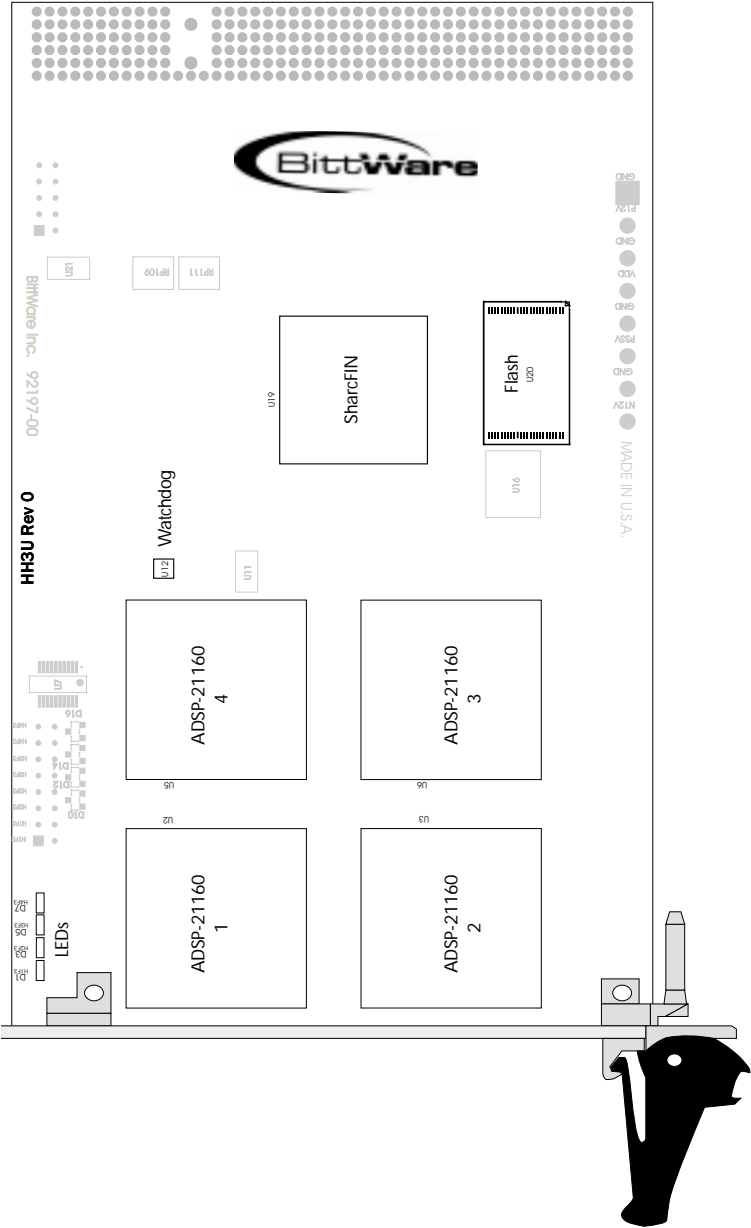 BittWare
GND
P12V
GND
VDD
GND
P33V
GND
N12V
MADE IN U.S.A.
U21
RP109
RP111
BittWare Inc. 92197-00
U19
SharcFIN
Flash
U20
U16
HH3U Rev 0
Watchdog
U12
U11
U7
D16
D14
D12
D10
ADSP-21160
4
U5
ADSP-21160
3
U6
U2
ADSP-21160
1
U3
ADSP-21160
2
D7
D5
D3
D1
LEDs